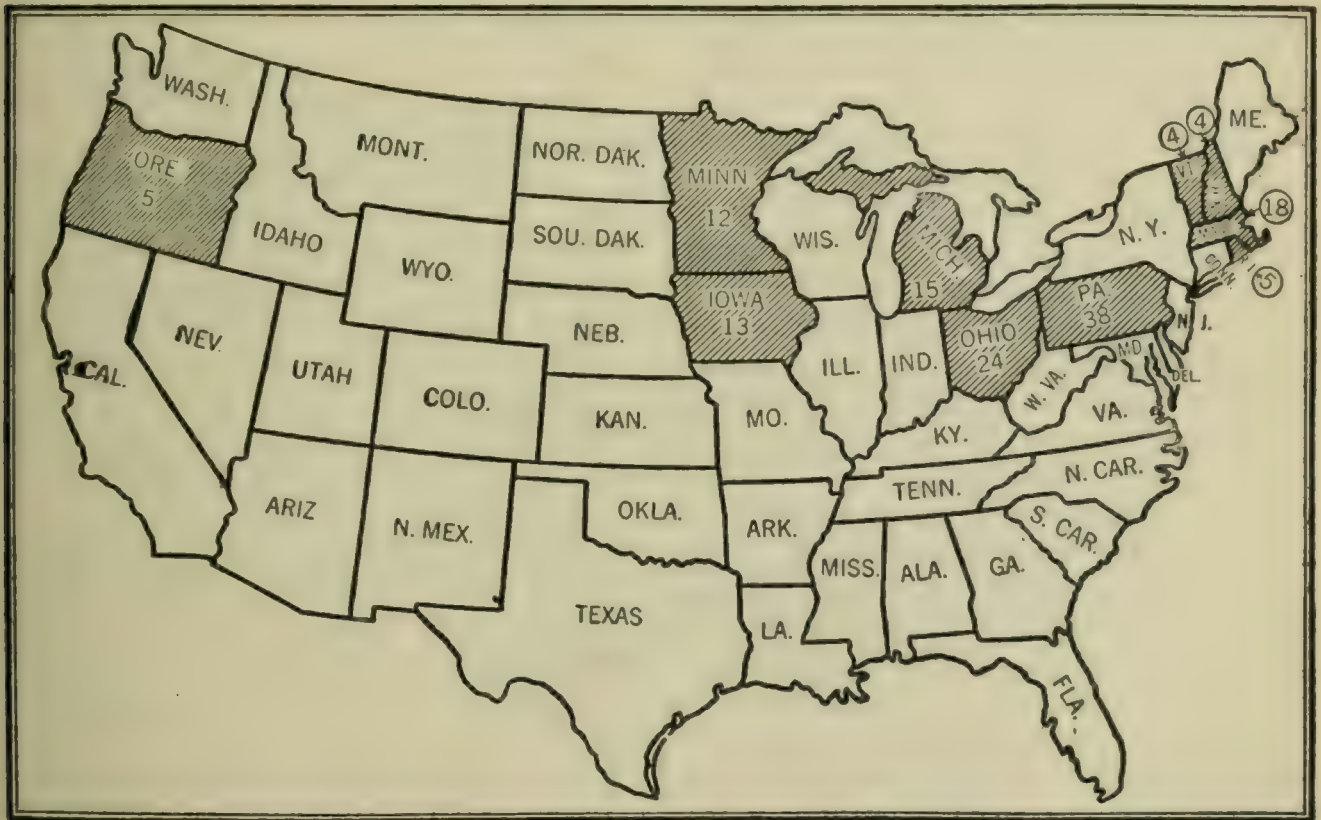 WASH.
ORE
5
CAL.
NEV.
IDAHO
MONT.
WYO.
UTAH
ARIZ
COLO.
N. MEX.
NOR. DAK.
SOU. DAK.
NEB.
KAN.
OKLA.
TEXAS
MINN
12
IOWA
13
MO.
ARK.
LA.
WIS.
ILL.
MICH
15
IND.
OHIO
24
KY.
TENN.
MISS.
ALA.
GA.
FLA.
S. CAR.
N. CAR.
VA.
W. VA.
MD
DEL.
PA
38
N. J.
N. Y.
CONN.
R I
5
18
VT
4
4
ME.